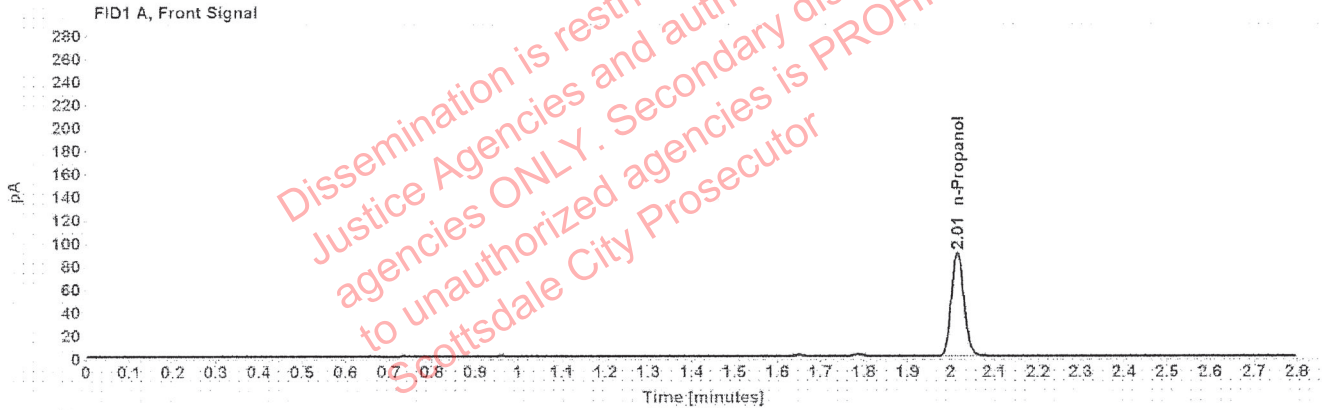 FID1 A, Front Signal
280
260
240
220
200
180
160
140
120
100
80
60
40
20
0
pA
2.01 n-Propanol
0 0.1 0.2 0.3 0.4 0.5 0.6 0.7 0.8 0.9 1 1.1 1.2 1.3 1.4 1.5 1.6 1.7 1.8 1.9 2 2.1 2.2 2.3 2.4 2.5 2.6 2.7 2.8
Time [minutes]
Dissemination is
Justice Agencies and
agencies ONLY. Secondary
to unauthorized agencies is
Scottsdale City Prosecutor